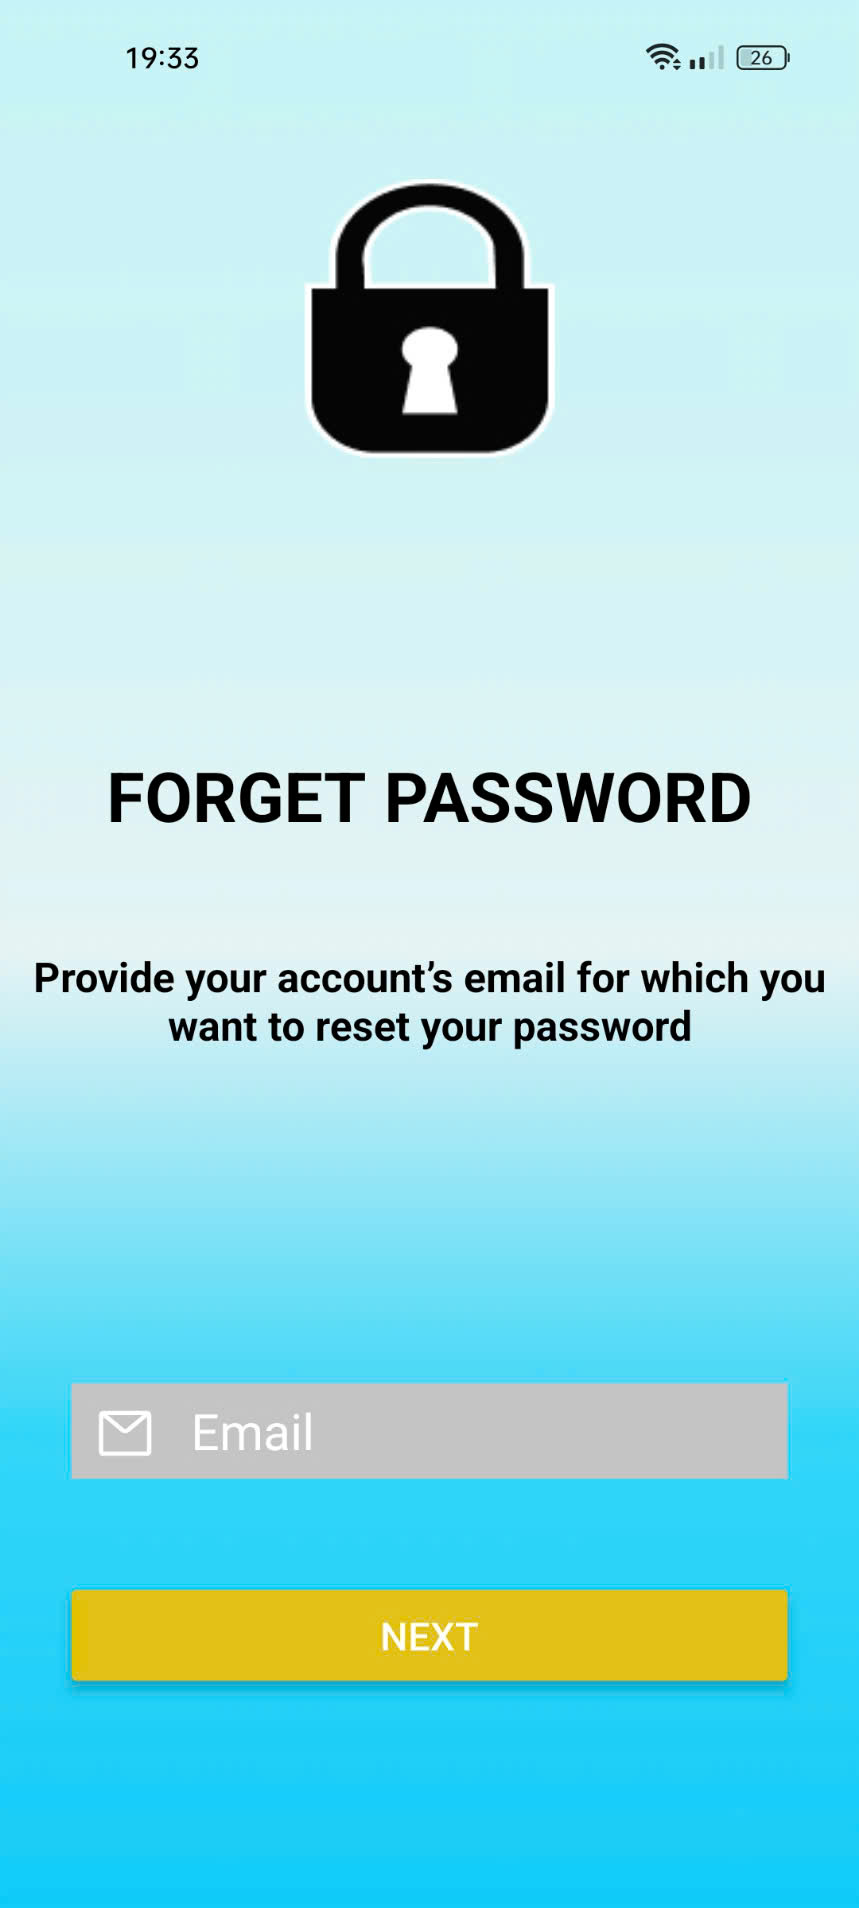 19:33
26
FORGET PASSWORD
Provide your account’s email for which you
want to reset your password
Email
NEXT